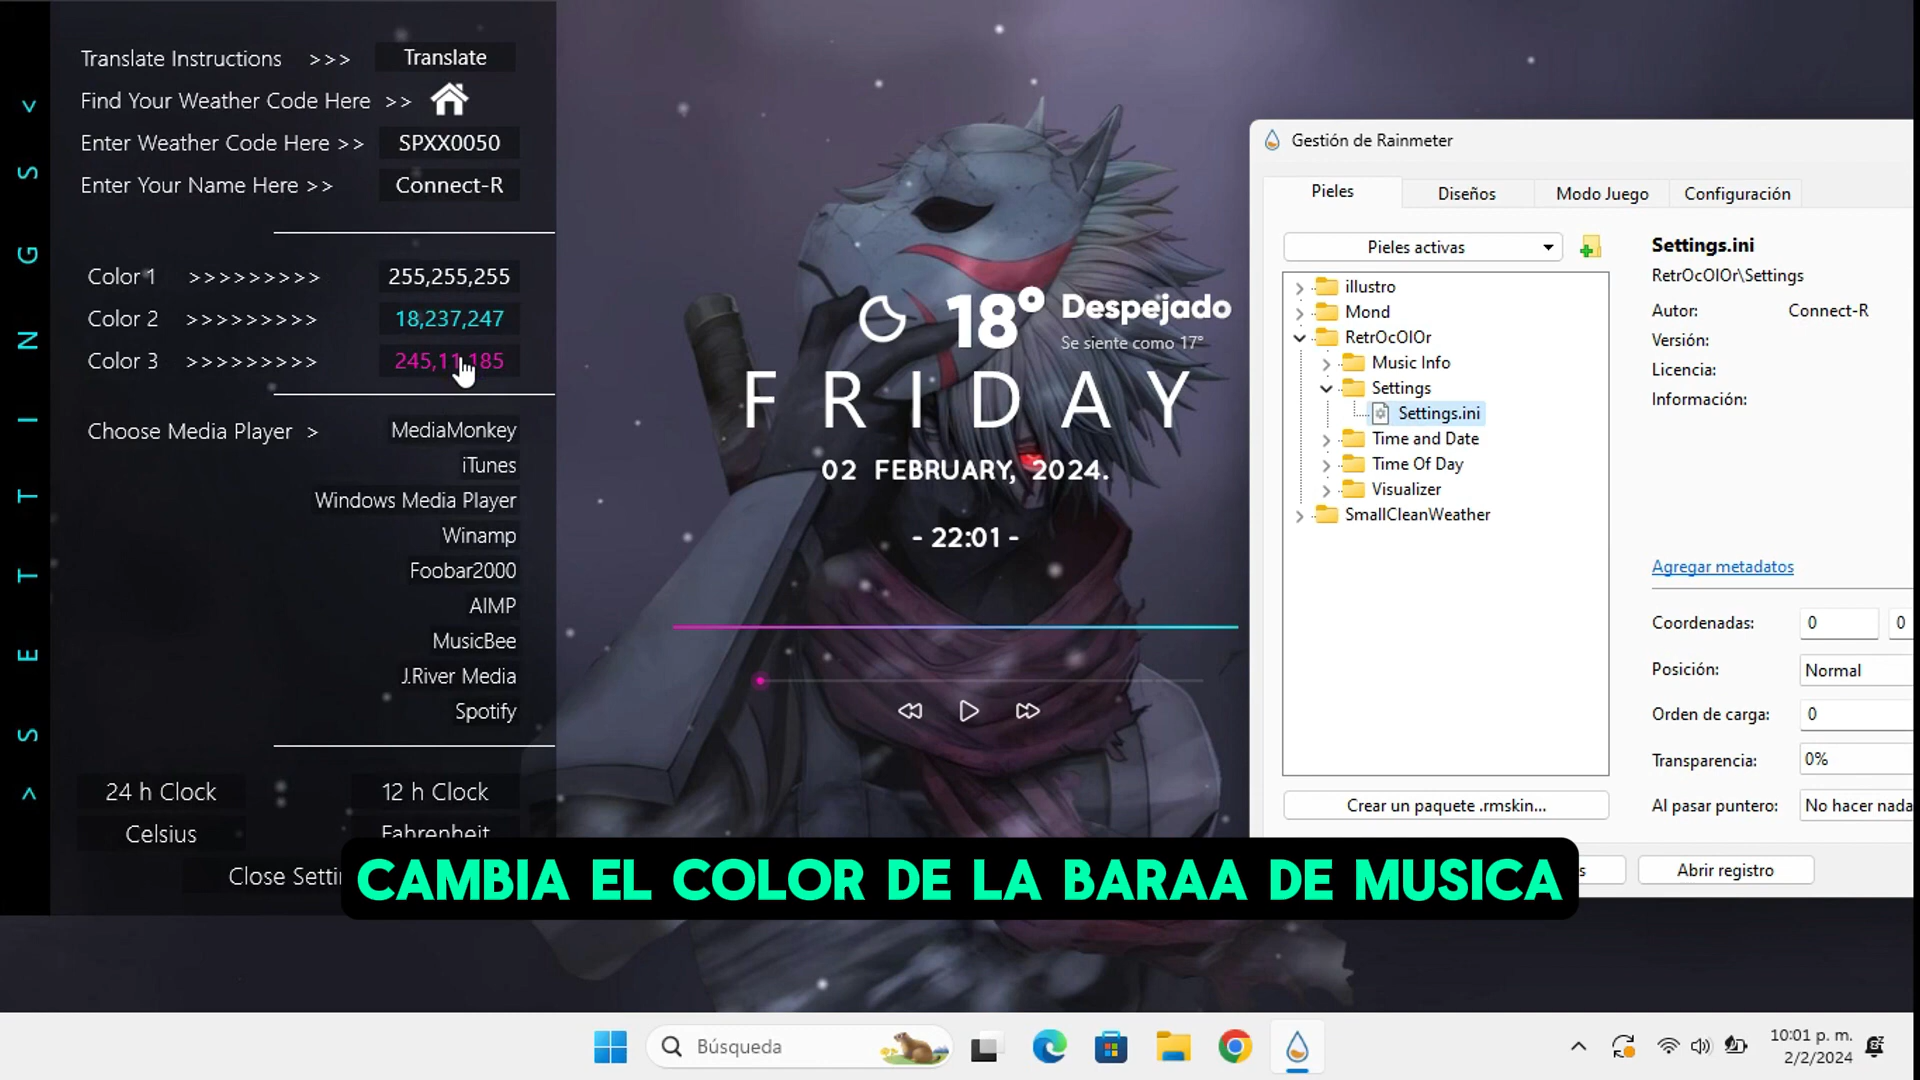 Translate Instructions >>> Translate
Find Your Weather Code Here >>
Enter Weather Code Here >> SPXX0050
Enter Your Name Here >> Connect-R
< SETTINGS >
Color 1 >>>>>>>>> 255,255,255
Color 2 >>>>>>>>> 18,237,247
Color 3 >>>>>>>>> 245,11,185
Choose Media Player > MediaMonkey
iTunes
Windows Media Player
Winamp
Foobar2000
AIMP
MusicBee
J.River Media
Spotify
24 h Clock : 12 h Clock
Celsius Fahrenheit
Close Settin
18° Despejado
Se siente como 17°
FRIDAY
02 FEBRUARY, 2024.
- 22:01 -
Gestión de Rainmeter
Pieles Diseños Modo Juego Configuración
Pieles activas
illustro
Mond
RetrOcOlOr
Music Info
Settings
Settings.ini
Time and Date
Time Of Day
Visualizer
SmallCleanWeather
Crear un paquete .rmskin...
Settings.ini
RetrOcOlOr\Settings
Autor: Connect-R
Versión:
Licencia:
Información:
Agregar metadatos
Coordenadas: 0 0
Posición: Normal
Orden de carga: 0
Transparencia: 0%
Al pasar puntero: No hacer nada
s Abrir registro
CAMBIA EL COLOR DE LA BARAA DE MUSICA
Búsqueda
10:01 p. m.
2/2/2024